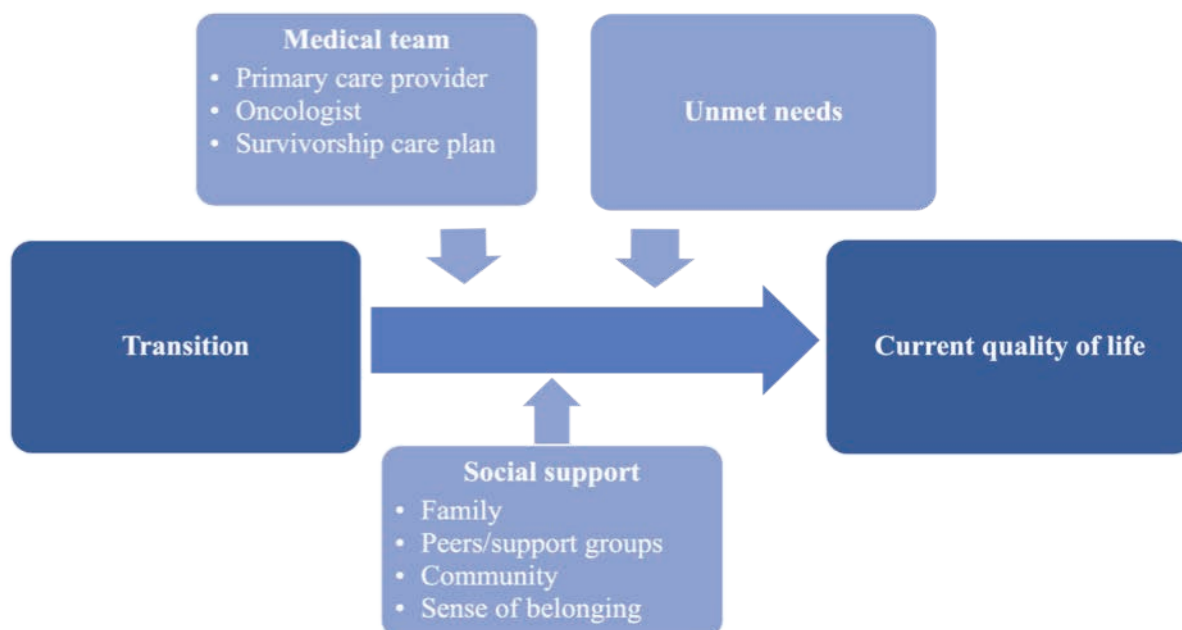 Medical team
• Primary care provider
• Oncologist
• Survivorship care plan
Unmet needs
Transition
Current quality of life
Social support
• Family
• Peers/support groups
• Community
• Sense of belonging